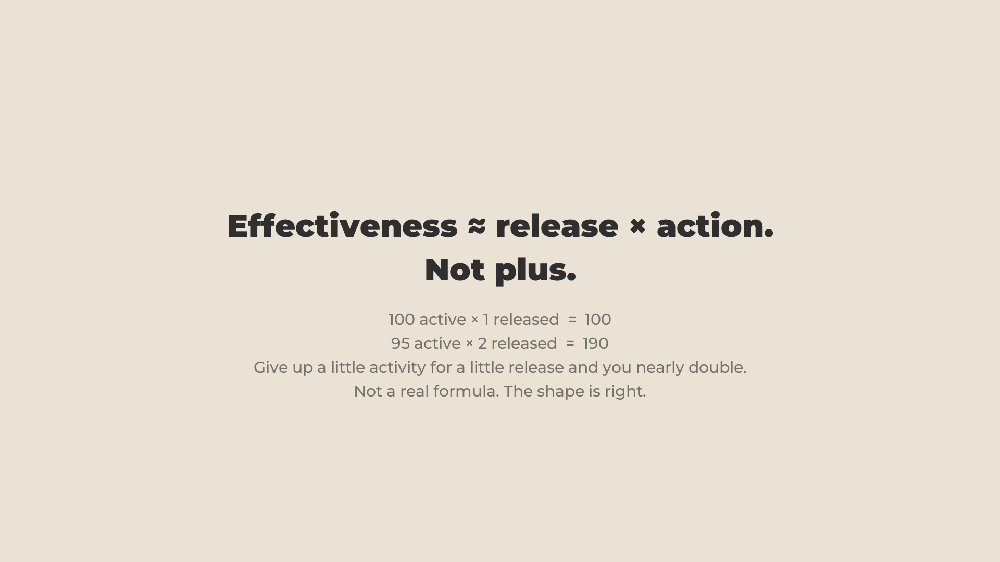 Effectiveness ≈ release × action.
Not plus.
100 active × 1 released = 100
95 active × 2 released = 190
Give up a little activity for a little release and you nearly double.
Not a real formula. The shape is right.